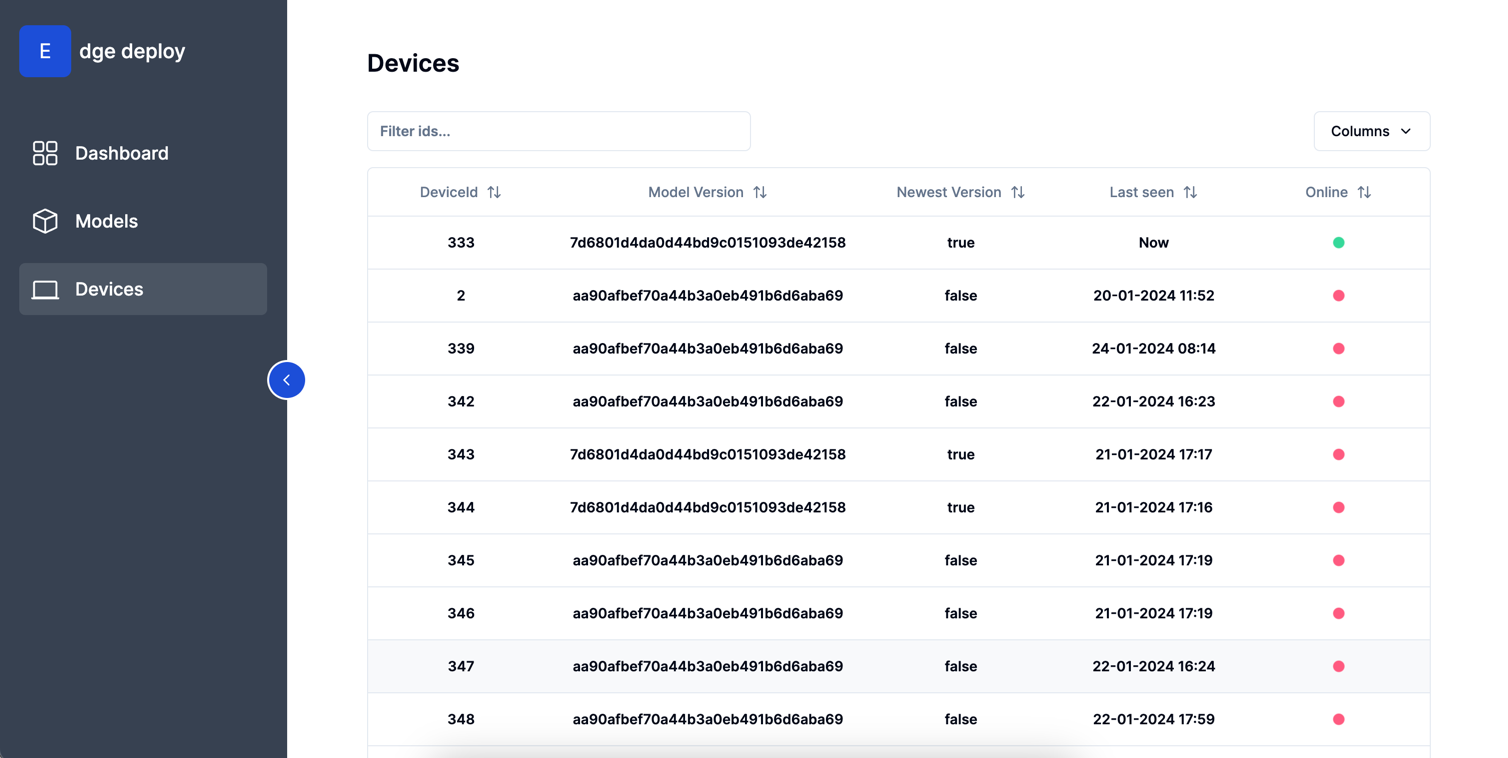 E dge deploy
Dashboard
Models
Devices
Devices
Filter ids...
Columns
DeviceId Model Version Newest Version Last seen Online
333 7d6801d4da0d44bd9c0151093de42158 true Now
2 aa90afbef70a44b3a0eb491b6d6aba69 false 20-01-2024 11:52
339 aa90afbef70a44b3a0eb491b6d6aba69 false 24-01-2024 08:14
342 aa90afbef70a44b3a0eb491b6d6aba69 false 22-01-2024 16:23
343 7d6801d4da0d44bd9c0151093de42158 true 21-01-2024 17:17
344 7d6801d4da0d44bd9c0151093de42158 true 21-01-2024 17:16
345 aa90afbef70a44b3a0eb491b6d6aba69 false 21-01-2024 17:19
346 aa90afbef70a44b3a0eb491b6d6aba69 false 21-01-2024 17:19
347 aa90afbef70a44b3a0eb491b6d6aba69 false 22-01-2024 16:24
348 aa90afbef70a44b3a0eb491b6d6aba69 false 22-01-2024 17:59